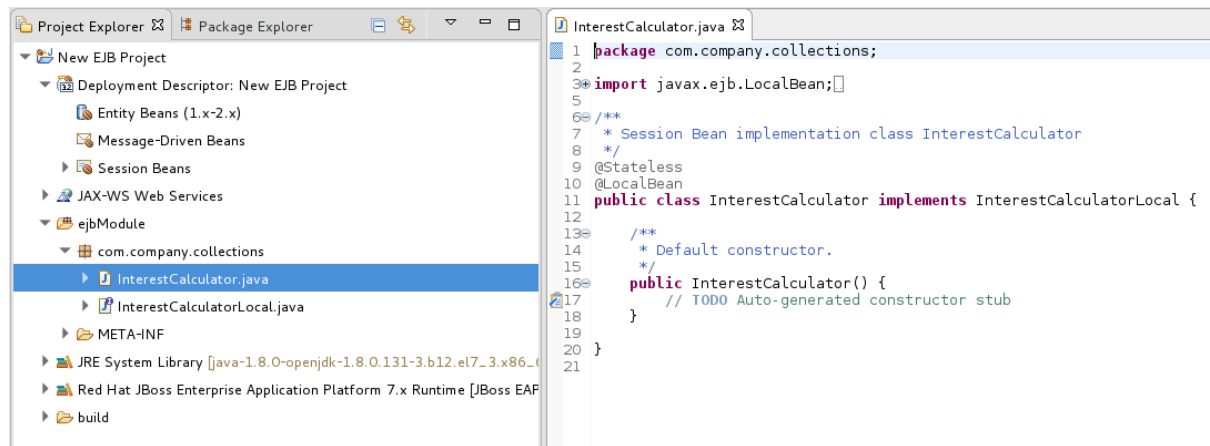 Project Explorer
Package Explorer
New EJB Project
Deployment Descriptor: New EJB Project
Entity Beans (1.x-2.x)
Message-Driven Beans
Session Beans
JAX-WS Web Services
ejbModule
com.company.collections
InterestCalculator.java
InterestCalculatorLocal.java
META-INF
JRE System Library [java-1.8.0-openjdk-1.8.0.131-3.b12.el7_3.x86_6
Red Hat JBoss Enterprise Application Platform 7.x Runtime [JBoss EAP
build
InterestCalculator.java
1 package com.company.collections;
2
3 import javax.ejb.LocalBean;
5
6 /**
7  * Session Bean implementation class InterestCalculator
8  */
9 @Stateless
10 @LocalBean
11 public class InterestCalculator implements InterestCalculatorLocal {
12
13     /**
14      * Default constructor.
15      */
16     public InterestCalculator() {
17         // TODO Auto-generated constructor stub
18     }
19
20 }
21